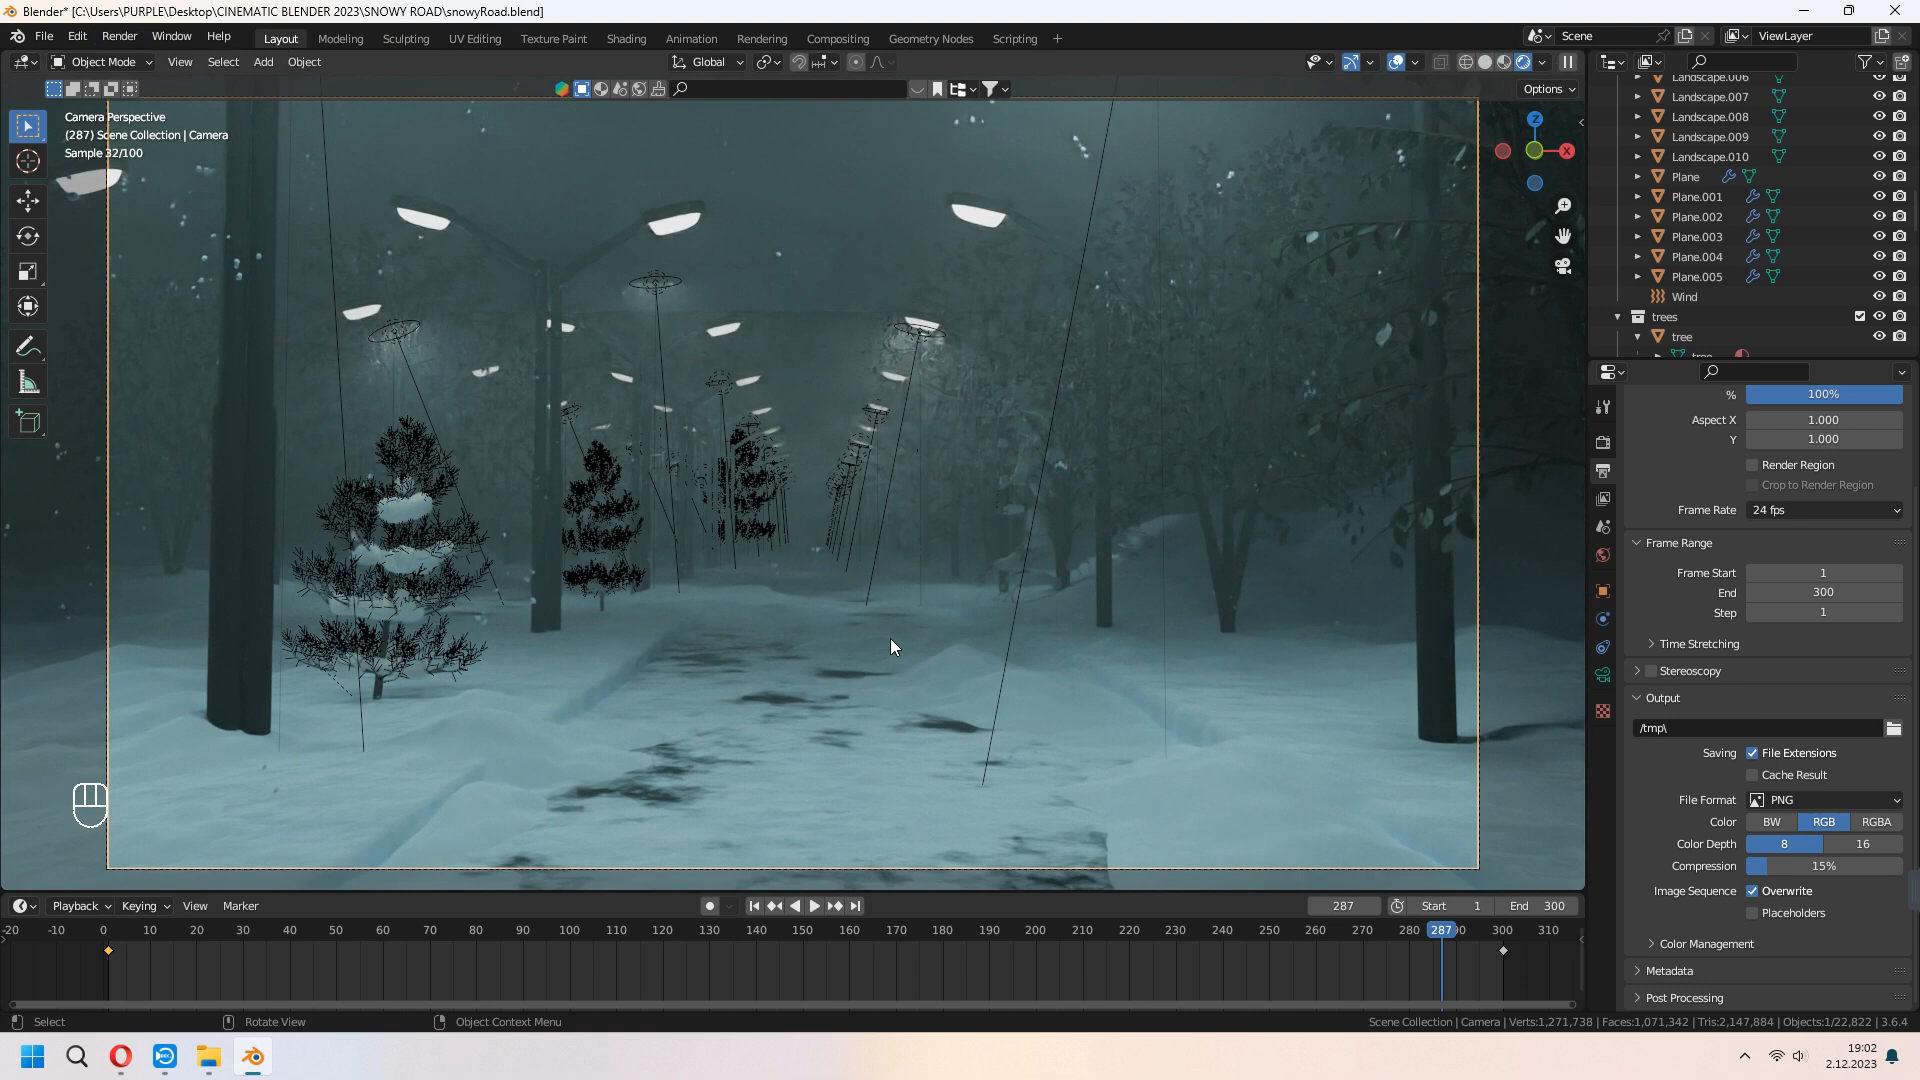 Blender* [C:\Users\PURPLE\Desktop\CINEMATIC BLENDER 2023\SNOWY ROAD\snowyRoad.blend]
File Edit Render Window Help Layout Modeling Sculpting UV Editing Texture Paint Shading Animation Rendering Compositing Geometry Nodes Scripting + Scene ViewLayer
Object Mode View Select Add Object Global
Options
Camera Perspective
(287) Scene Collection | Camera
Sample 32/100
Z
X
Landscape.006
Landscape.007
Landscape.008
Landscape.009
Landscape.010
Plane
Plane.001
Plane.002
Plane.003
Plane.004
Plane.005
Wind
trees
tree
tree
% 100%
Aspect X 1.000
Y 1.000
Render Region
Crop to Render Region
Frame Rate 24 fps
Frame Range
Frame Start 1
End 300
Step 1
Time Stretching
Stereoscopy
Output
/tmp\
Saving File Extensions
Cache Result
File Format PNG
Color BW RGB RGBA
Color Depth 8 16
Compression 15%
Image Sequence Overwrite
Placeholders
Color Management
Metadata
Post Processing
Playback Keying View Marker 287 Start 1 End 300
-20 -10 0 10 20 30 40 50 60 70 80 90 100 110 120 130 140 150 160 170 180 190 200 210 220 230 240 250 260 270 280 287 300 310
Select Rotate View Object Context Menu Scene Collection | Camera | Verts:1,271,738 | Faces:1,071,342 | Tris:2,147,884 | Objects:1/22,822 | 3.6.4
19:02
2.12.2023